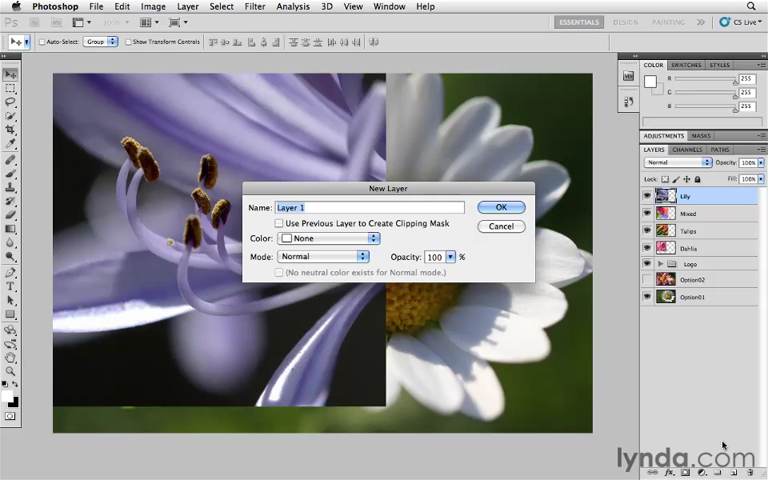 Photoshop File Edit Image Layer Select Filter Analysis 3D View Window Help
Ps ESSENTIALS DESIGN PAINTING CS Live
Auto-Select: Group Show Transform Controls
COLOR SWATCHES STYLES
R 255
G 255
B 255
ADJUSTMENTS MASKS
LAYERS CHANNELS PATHS
Normal Opacity: 100%
Lock: Fill: 100%
Lily
Mixed
Tulips
Dahlia
Logo
Option02
Option01
New Layer
Name: Layer 1 OK
Use Previous Layer to Create Clipping Mask Cancel
Color: None
Mode: Normal Opacity: 100 %
(No neutral color exists for Normal mode.)
lynda.com